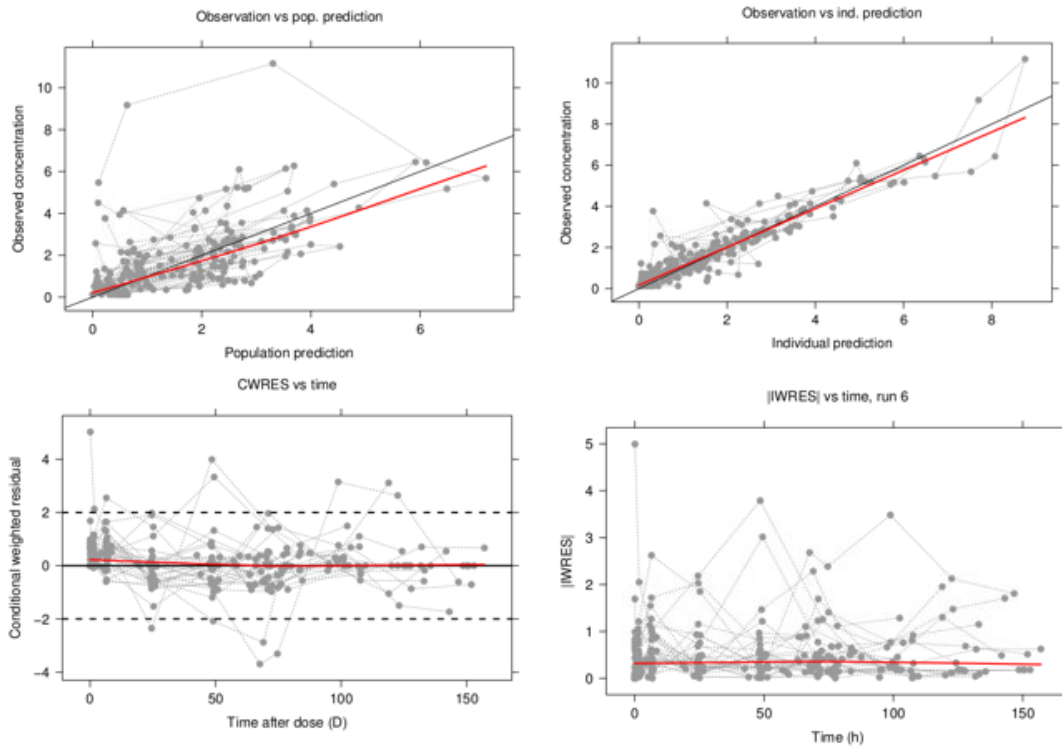 Observation vs pop. prediction
Observed concentration
10
8
6
4
2
0
0 2 4 6
Population prediction
Observation vs ind. prediction
Observed concentration
10
8
6
4
2
0
0 2 4 6 8
Individual prediction
CWRES vs time
Conditional weighted residual
4
2
0
−2
−4
0 50 100 150
Time after dose (D)
|IWRES| vs time, run 6
|IWRES|
5
4
3
2
1
0
0 50 100 150
Time (h)